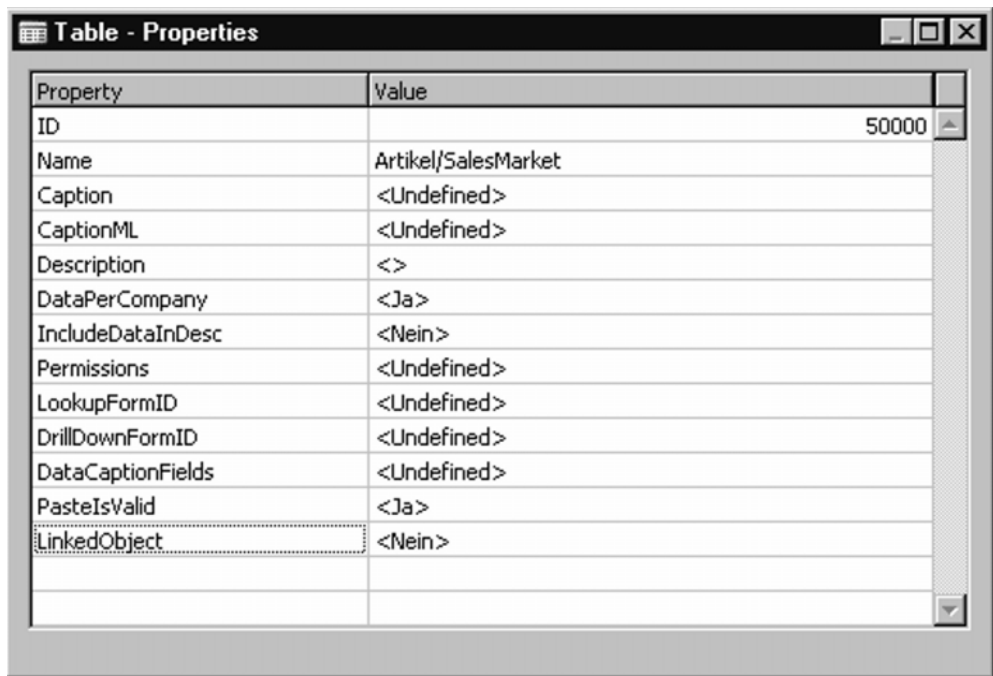 Table - Properties
Property Value
ID 50000
Name Artikel/SalesMarket
Caption <Undefined>
CaptionML <Undefined>
Description <>
DataPerCompany <Ja>
IncludeDataInDesc <Nein>
Permissions <Undefined>
LookupFormID <Undefined>
DrillDownFormID <Undefined>
DataCaptionFields <Undefined>
PasteIsValid <Ja>
LinkedObject <Nein>